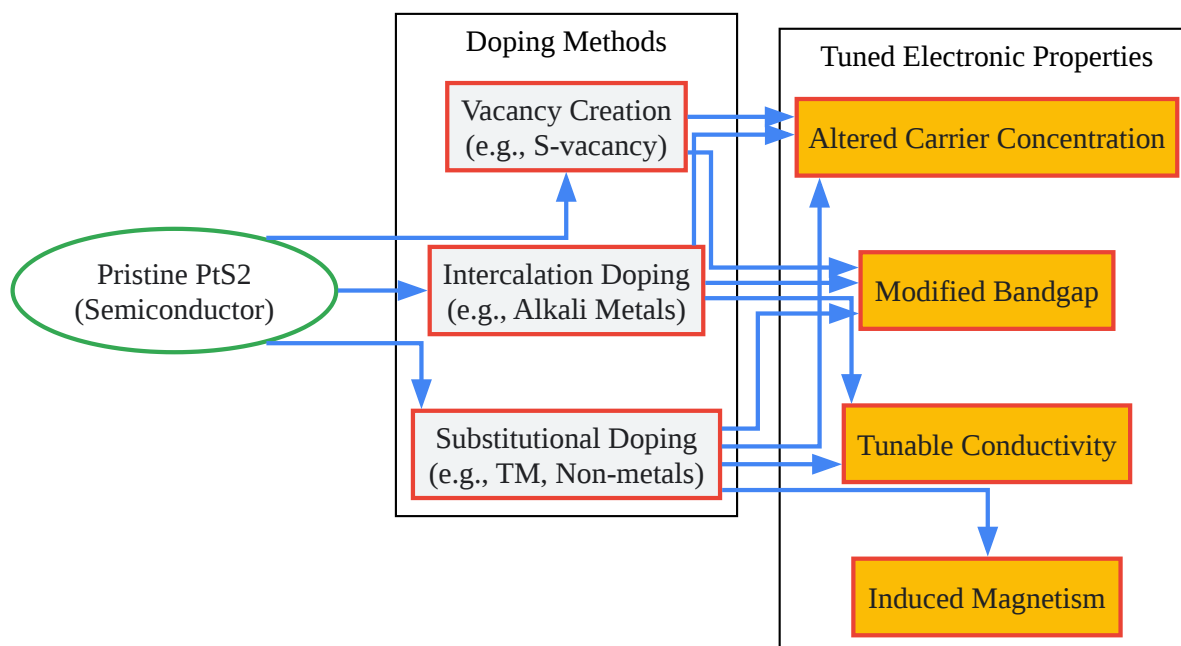 Doping Methods
Tuned Electronic Properties
Vacancy Creation
(e.g., S-vacancy)
Altered Carrier Concentration
Pristine PtS2
(Semiconductor)
Intercalation Doping
(e.g., Alkali Metals)
Modified Bandgap
Substitutional Doping
(e.g., TM, Non-metals)
Tunable Conductivity
Induced Magnetism